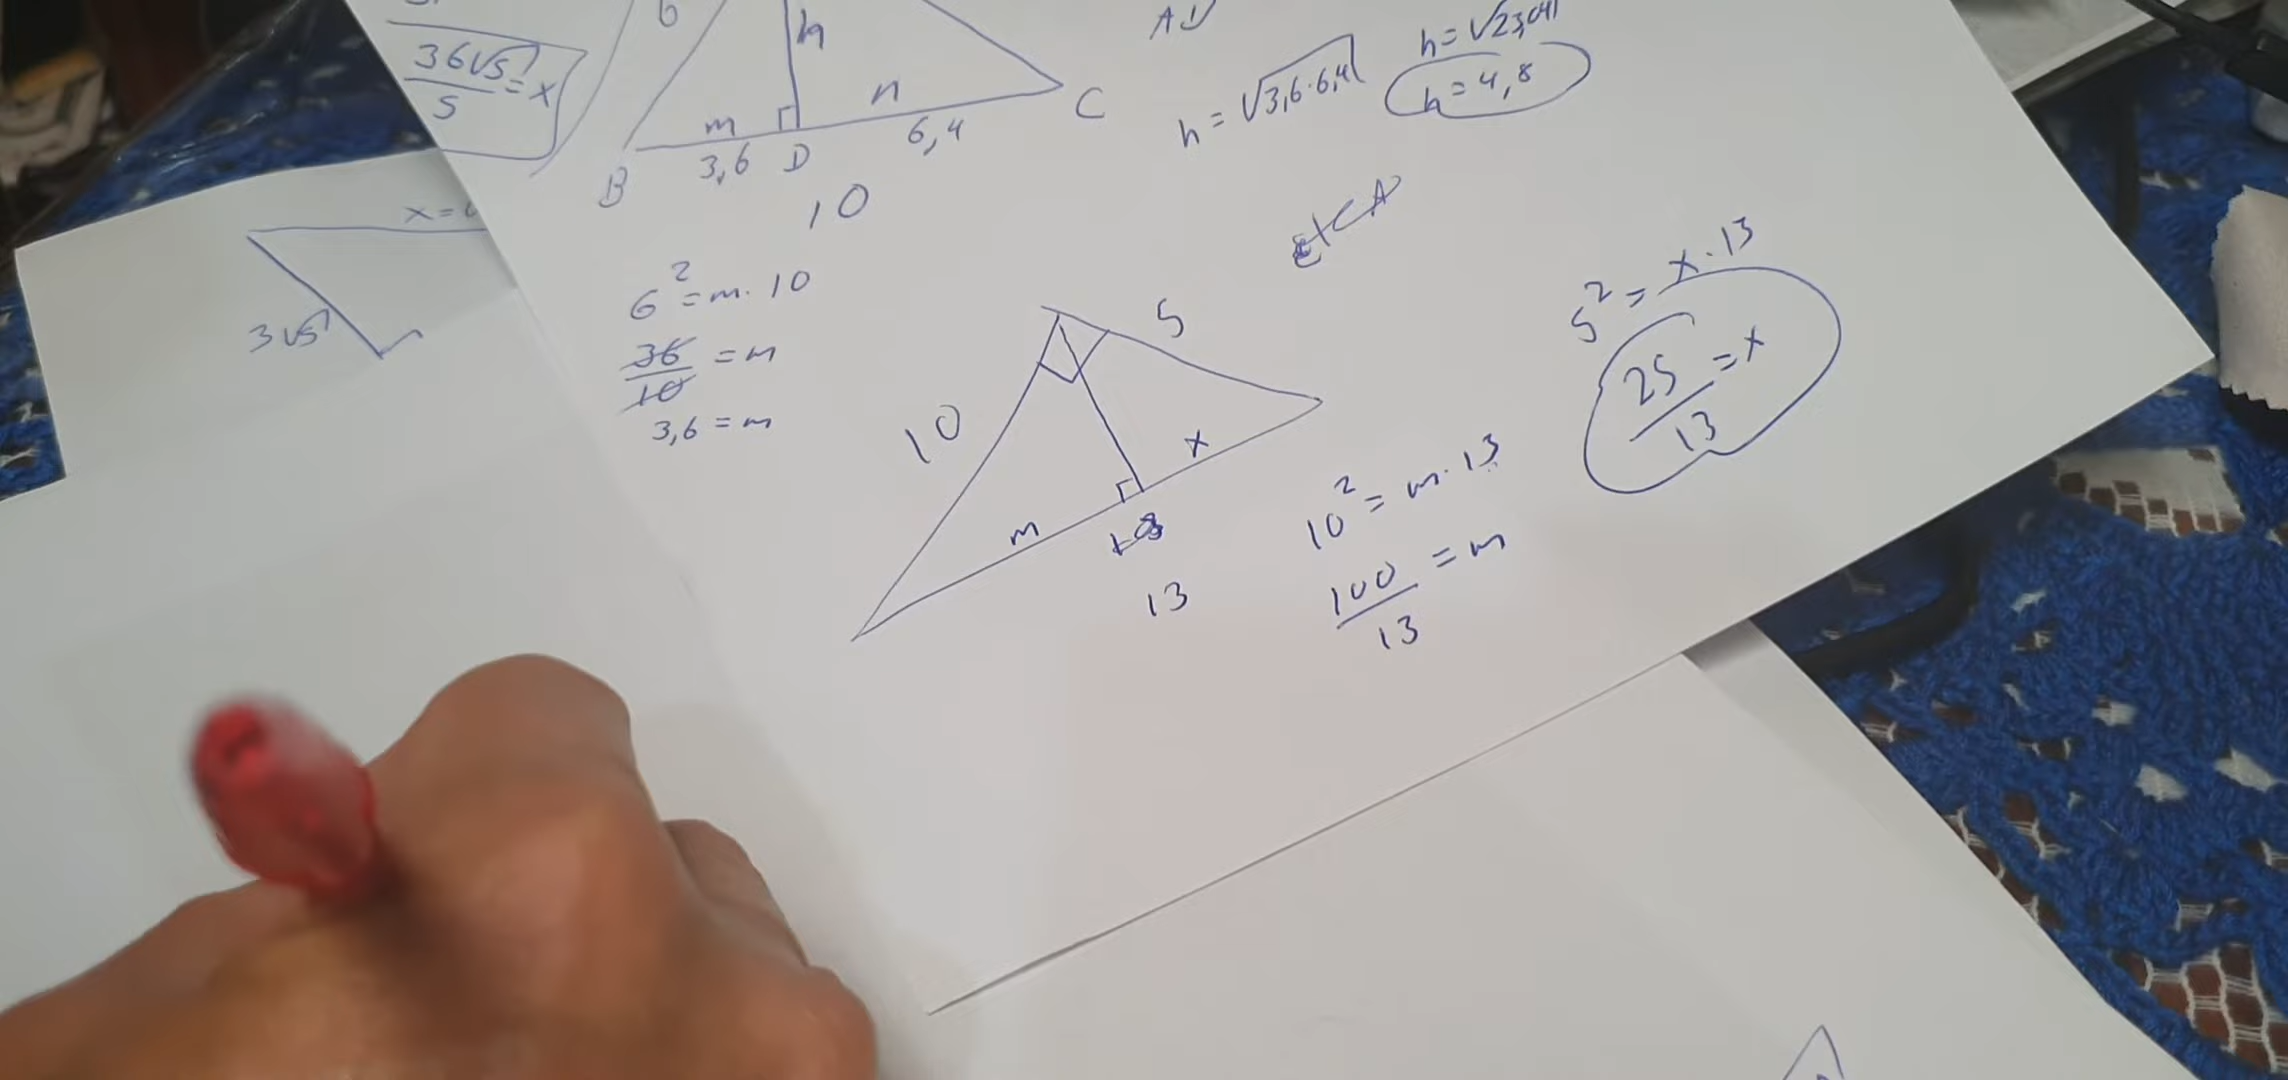 36√5
5
= x
x =
3√5
6
h
m
n
3,6
D
6,4
B
C
10
h = √3,6·6,4
h = √23,04
h = 4,8
6² = m. 10
36
10
= m
3,6 = m
10
5
m
x
13
10² = m. 13
100
13
= m
5² = x. 13
25
13
= x